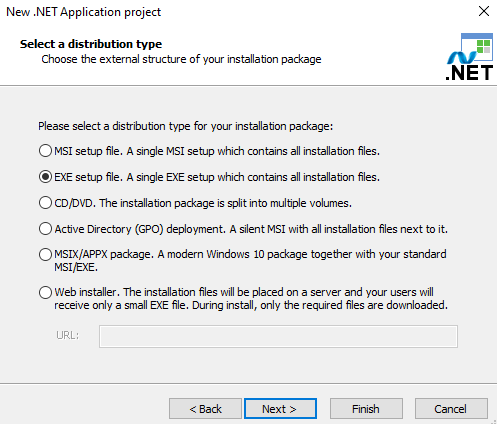 New .NET Application project
Select a distribution type
Choose the external structure of your installation package
.NET
Please select a distribution type for your installation package:
MSI setup file. A single MSI setup which contains all installation files.
EXE setup file. A single EXE setup which contains all installation files.
CD/DVD. The installation package is split into multiple volumes.
Active Directory (GPO) deployment. A silent MSI with all installation files next to it.
MSIX/APPX package. A modern Windows 10 package together with your standard
MSI/EXE.
Web installer. The installation files will be placed on a server and your users will
receive only a small EXE file. During install, only the required files are downloaded.
URL:
< Back
Next >
Finish
Cancel